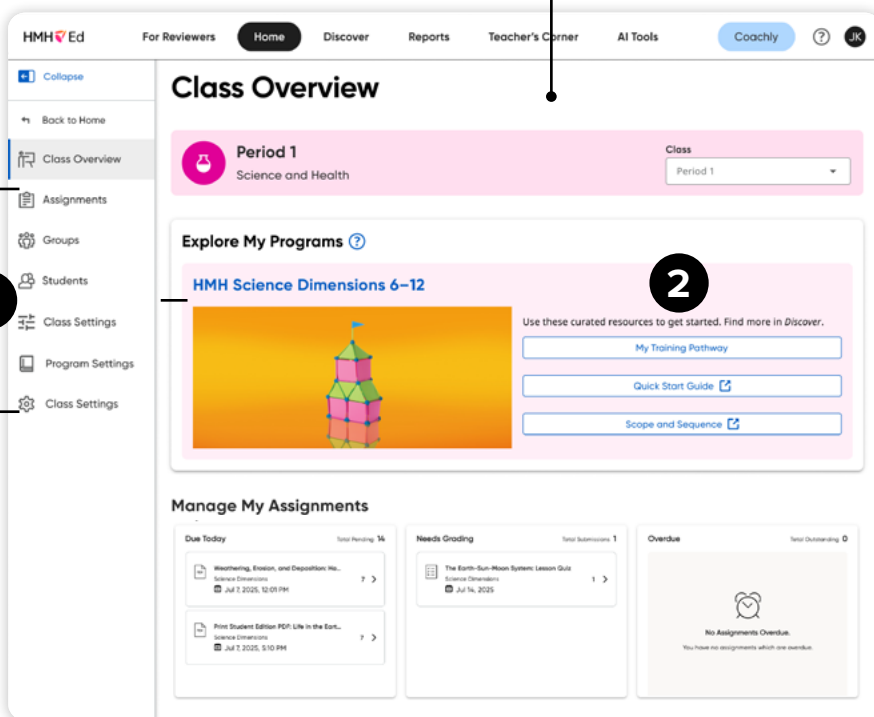 HMH Ed
For Reviewers
Home
Discover
Reports
Teacher's Corner
AI Tools
Coachly
?
JK
Collapse
Back to Home
Class Overview
Assignments
Groups
Students
Class Settings
Program Settings
Class Settings
Class Overview
Period 1
Science and Health
Class
Period 1
Explore My Programs ?
HMH Science Dimensions 6–12
2
Use these curated resources to get started. Find more in Discover.
My Training Pathway
Quick Start Guide
Scope and Sequence
Manage My Assignments
Due Today
Total Pending 14
Weathering, Erosion, and Deposition: Ho...
Science Dimensions
Jul 7, 2025, 12:01 PM
7
Print Student Edition PDF: Life in the Eart...
Science Dimensions
Jul 7, 2025, 5:10 PM
7
Needs Grading
Total Submissions 1
The Earth-Sun-Moon System: Lesson Quiz
Science Dimensions
Jul 14, 2025
1
Overdue
Total Outstanding 0
No Assignments Overdue.
You have no assignments which are overdue.